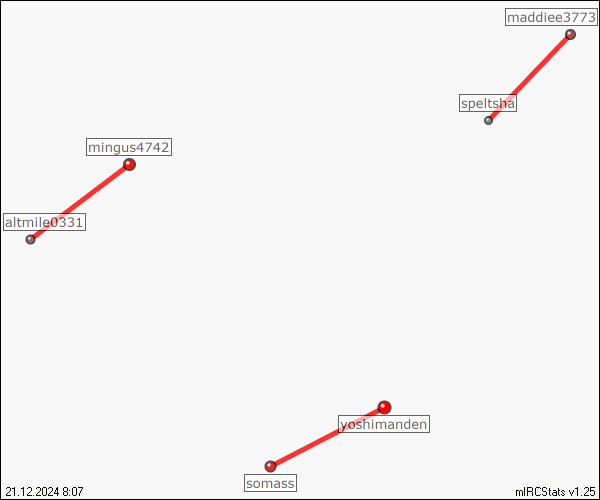 maddiee3773
speltsha
mingus4742
altmile0331
yoshimanden
somass
21.12.2024 8:07
mIRCStats v1.25